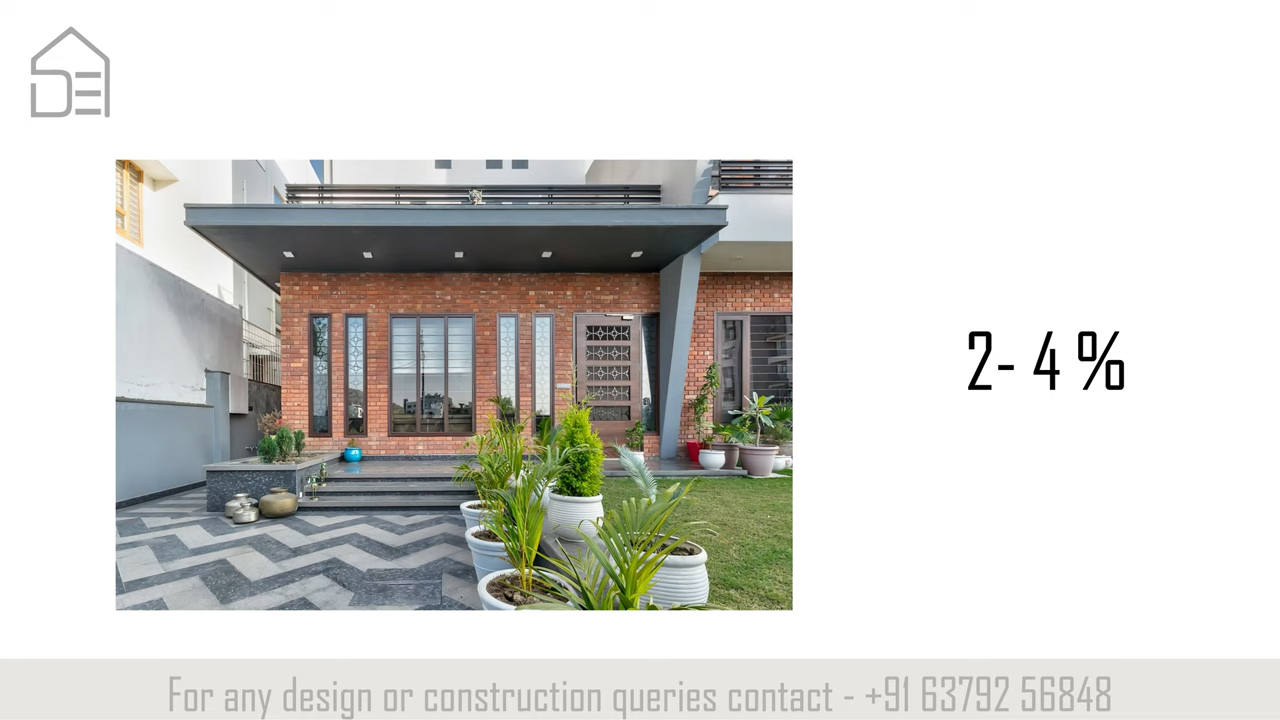 2- 4 %
For any design or construction queries contact - +91 63792 56848